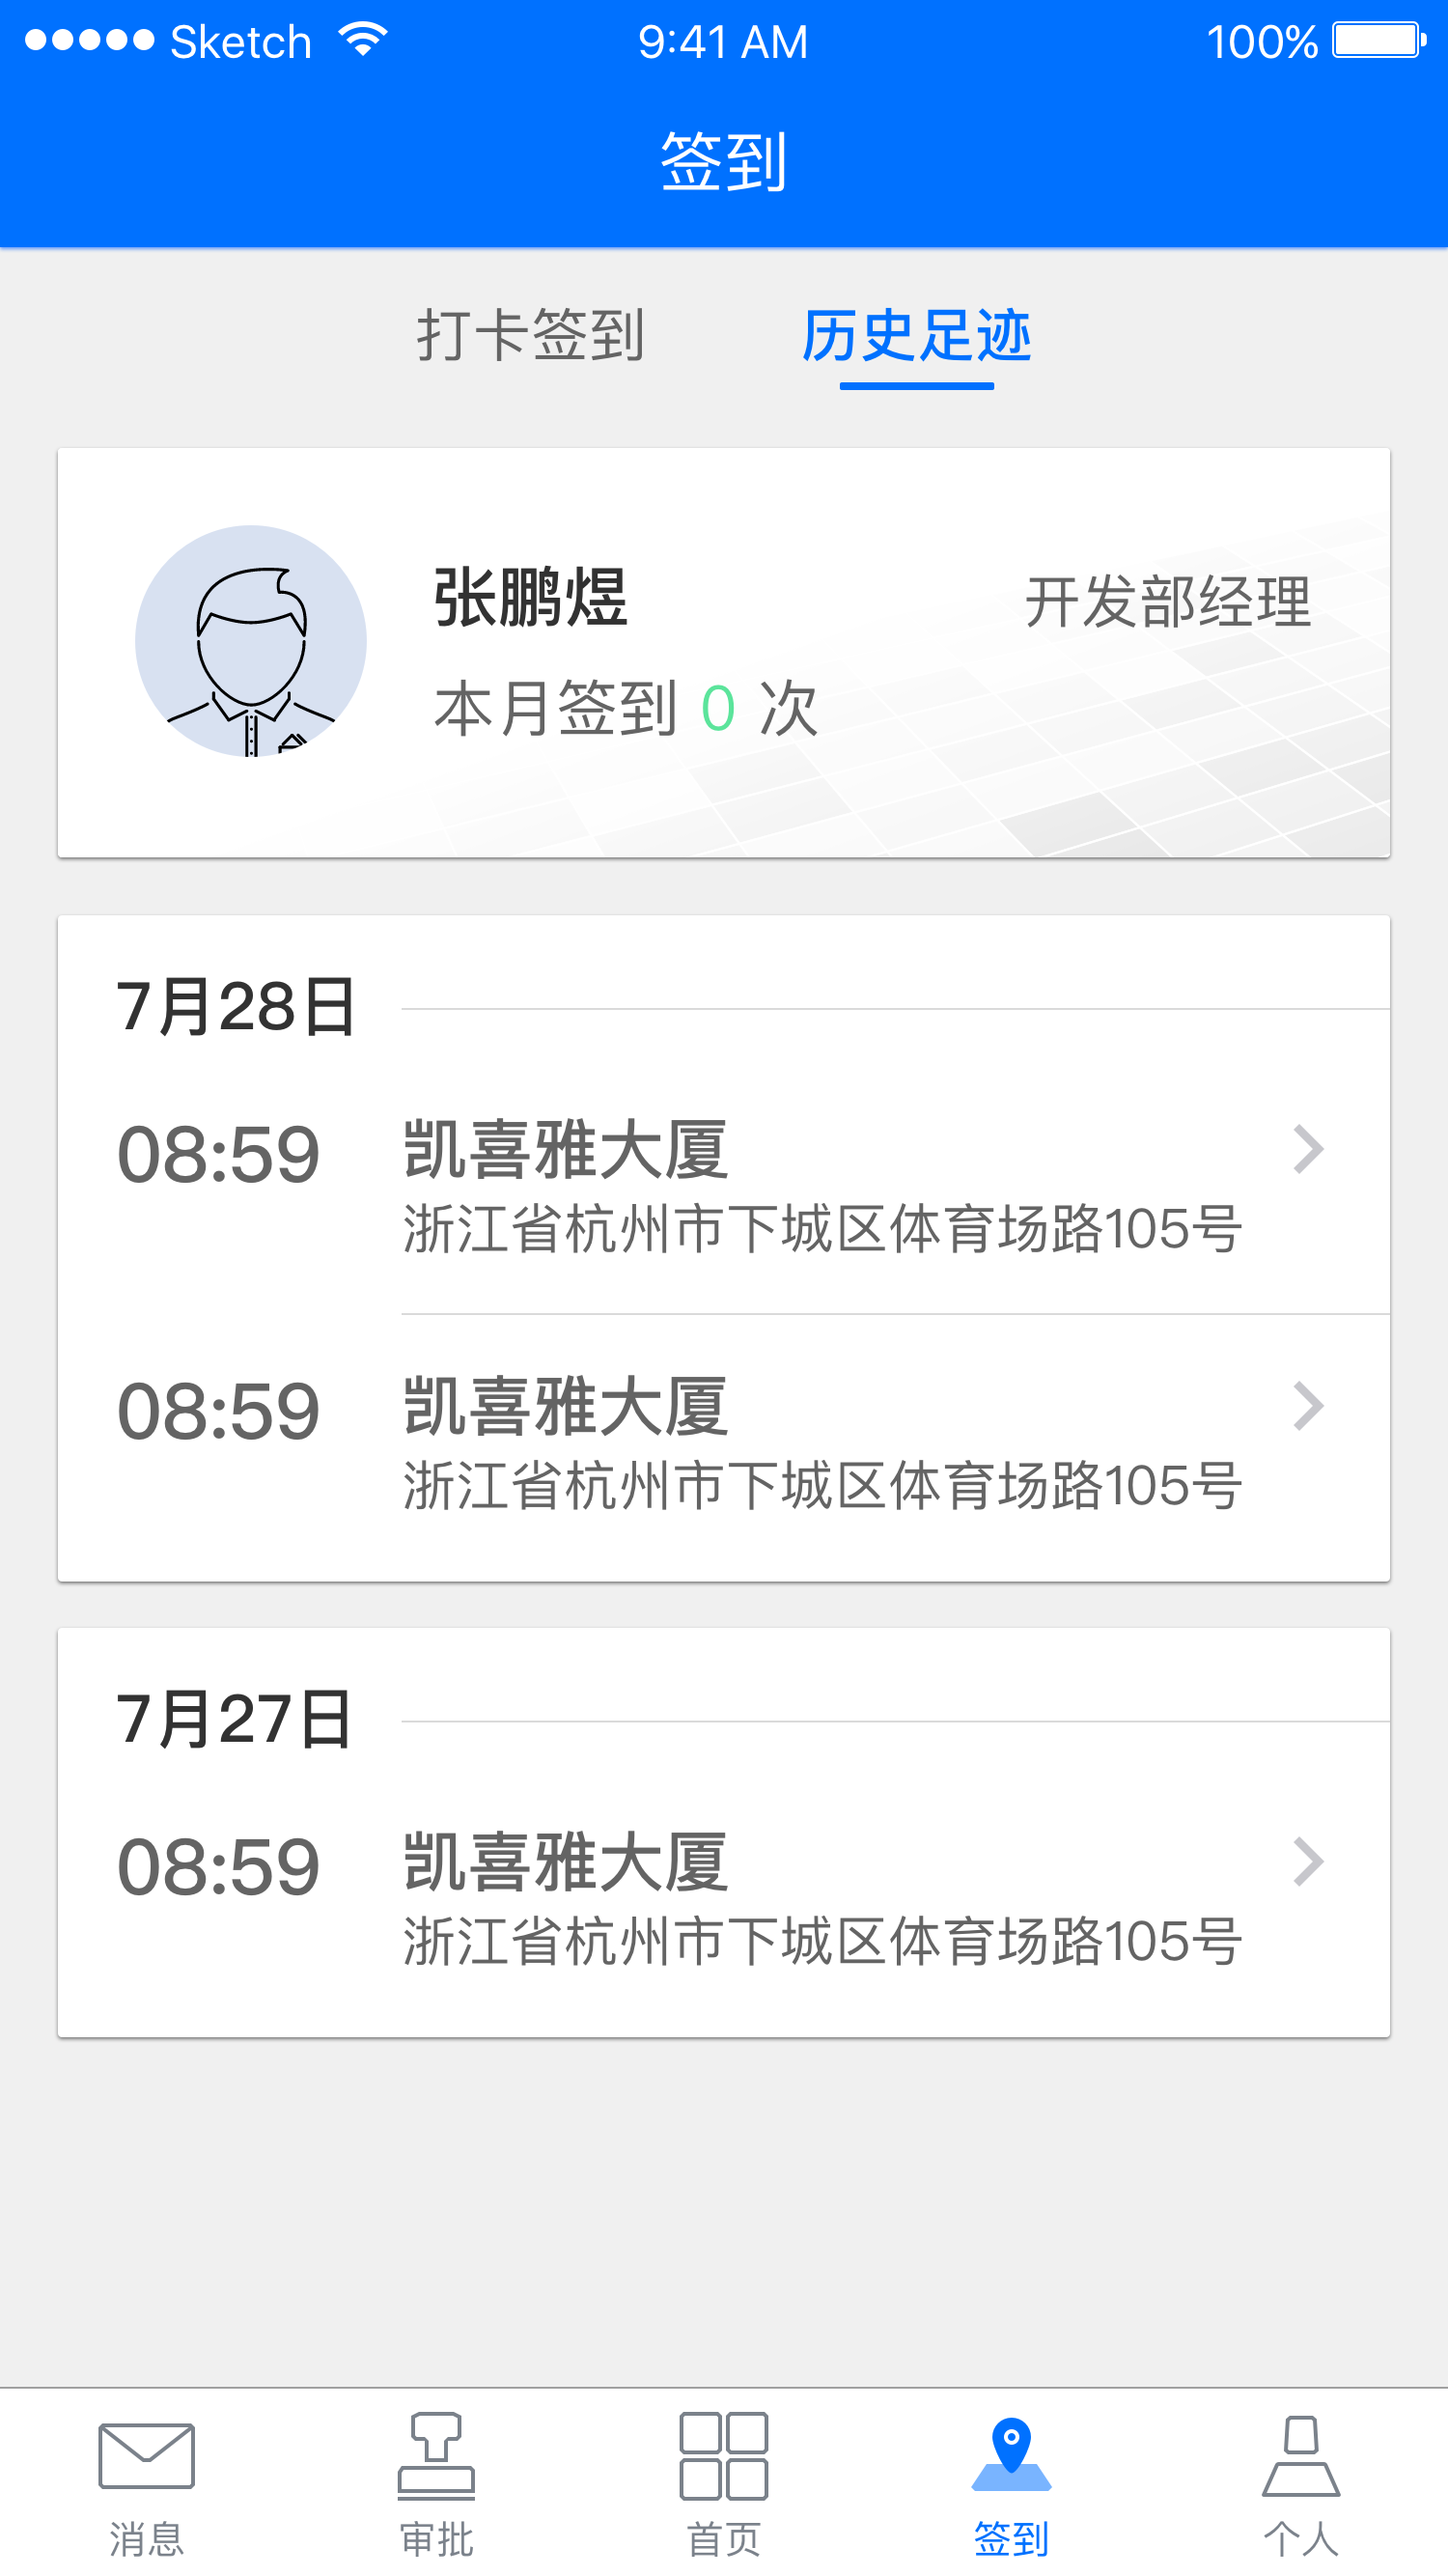 Sketch 9:41 AM 100%
签到
打卡签到 历史足迹
张鹏煜 开发部经理
本月签到 0 次
7月28日
08:59 凯喜雅大厦
浙江省杭州市下城区体育场路105号
08:59 凯喜雅大厦
浙江省杭州市下城区体育场路105号
7月27日
08:59 凯喜雅大厦
浙江省杭州市下城区体育场路105号
消息 审批 首页 签到 个人